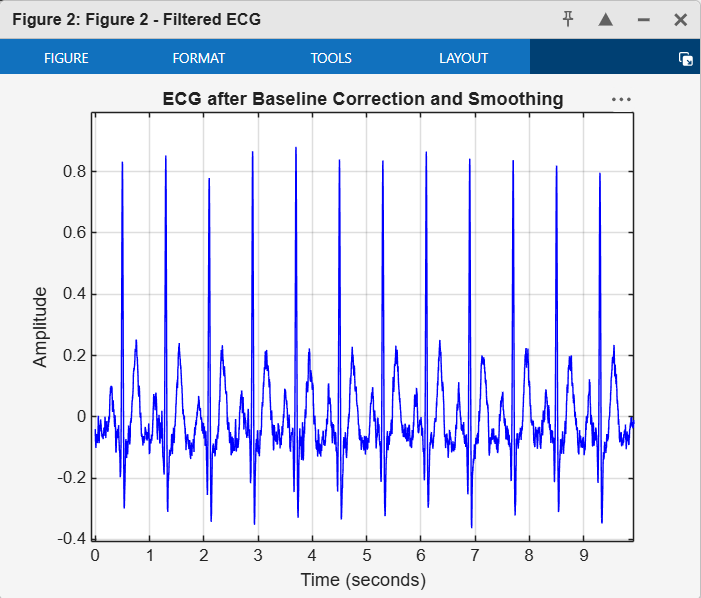 Figure 2: Figure 2 - Filtered ECG
FIGURE FORMAT TOOLS LAYOUT
ECG after Baseline Correction and Smoothing
0.8
0.6
0.4
0.2
0
-0.2
-0.4
Amplitude
0 1 2 3 4 5 6 7 8 9
Time (seconds)